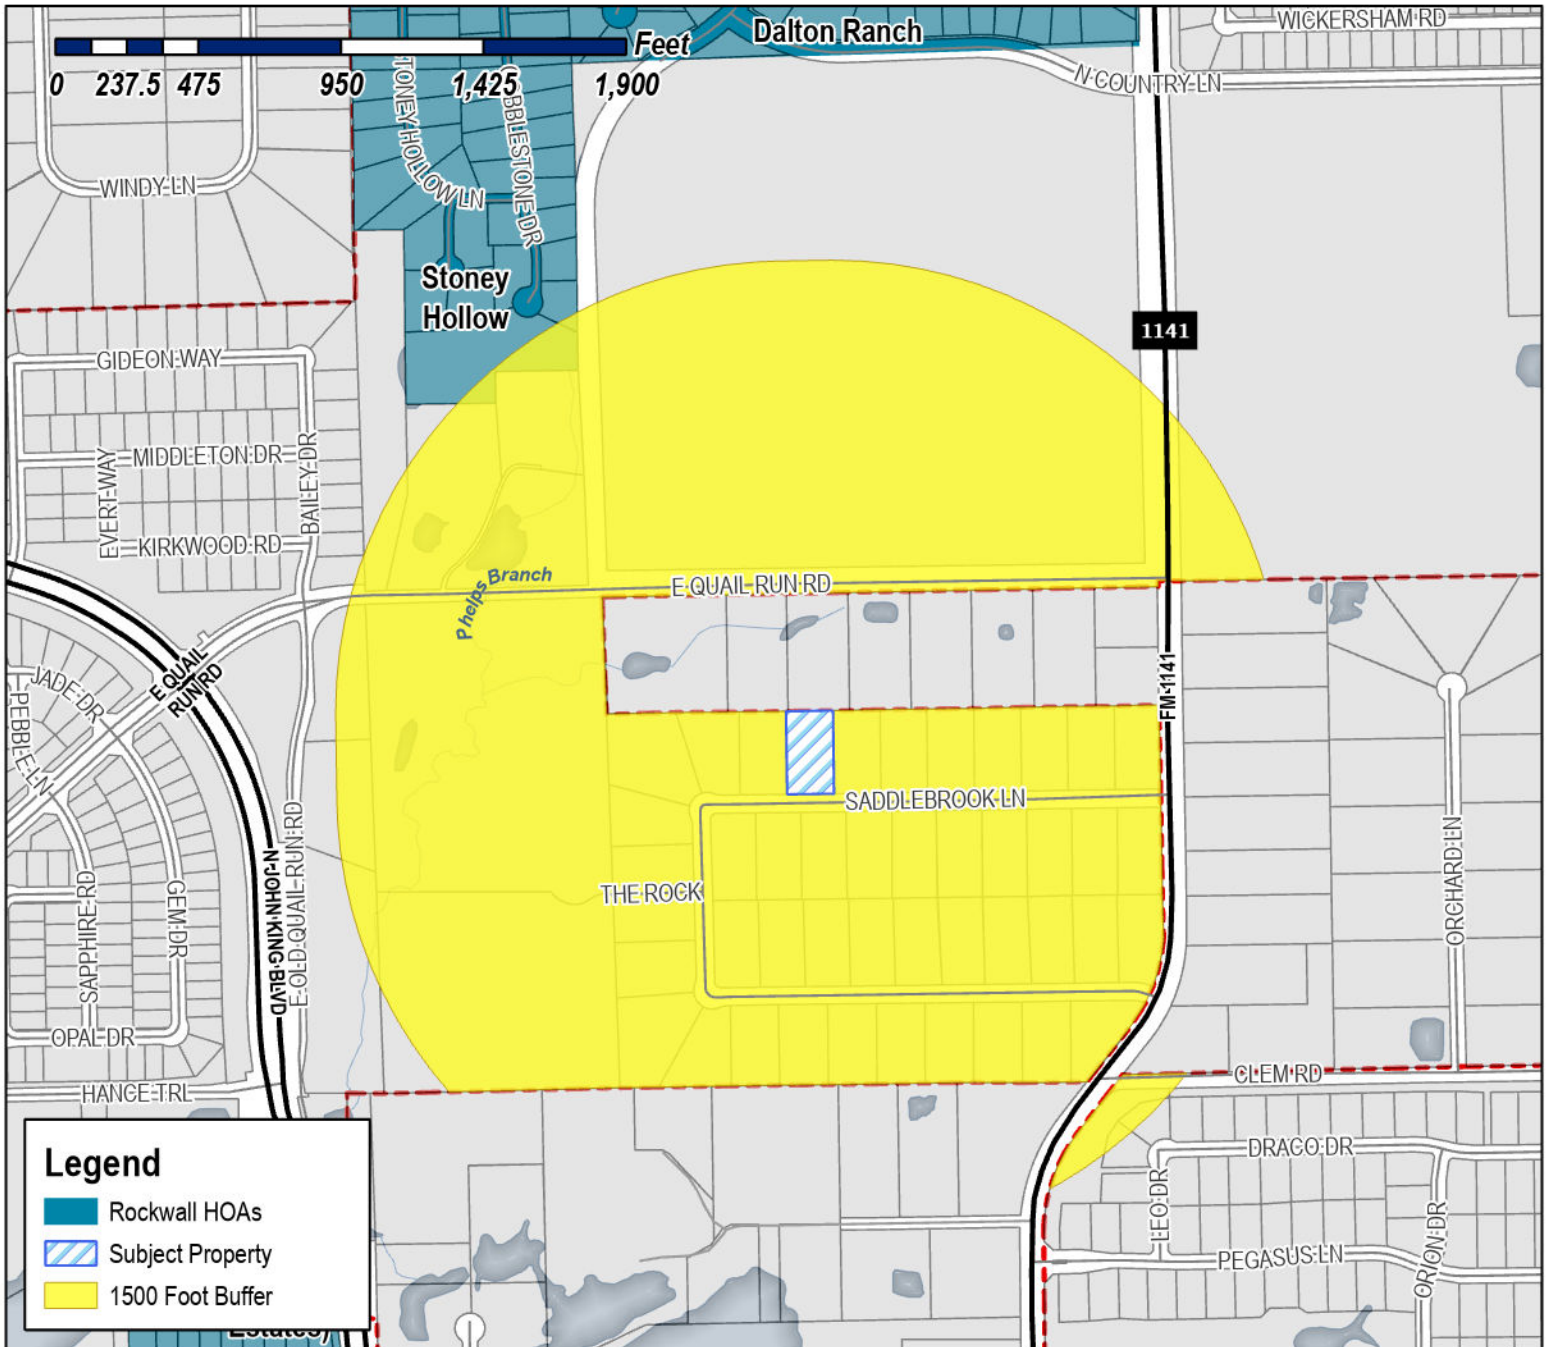 WICKERSHAM RD
Dalton Ranch
Feet
0 237.5 475 950 1,425 1,900
N COUNTRY LN
TONEY HOLLOW LN
BBLESTONE DR
WINDY LN
Stoney
Hollow
1141
GIDEON WAY
MIDDLETON DR
EVERT WAY
BAILEY DR
KIRKWOOD RD
Phelps Branch
E QUAIL RUN RD
E QUAIL
RUN RD
JADE DR
PEBBLE LN
FM-1141
SADDLEBROOK LN
THE ROCK
SAPPHIRE RD
GEM DR
N JOHN KING BLVD
E OLD QUAIL RUN RD
ORCHARD LN
OPAL DR
HANCE TRL
CLEM RD
DRACO DR
LEO DR
PEGASUS LN
ORION DR
Legend
Rockwall HOAs
Subject Property
1500 Foot Buffer
Estates)